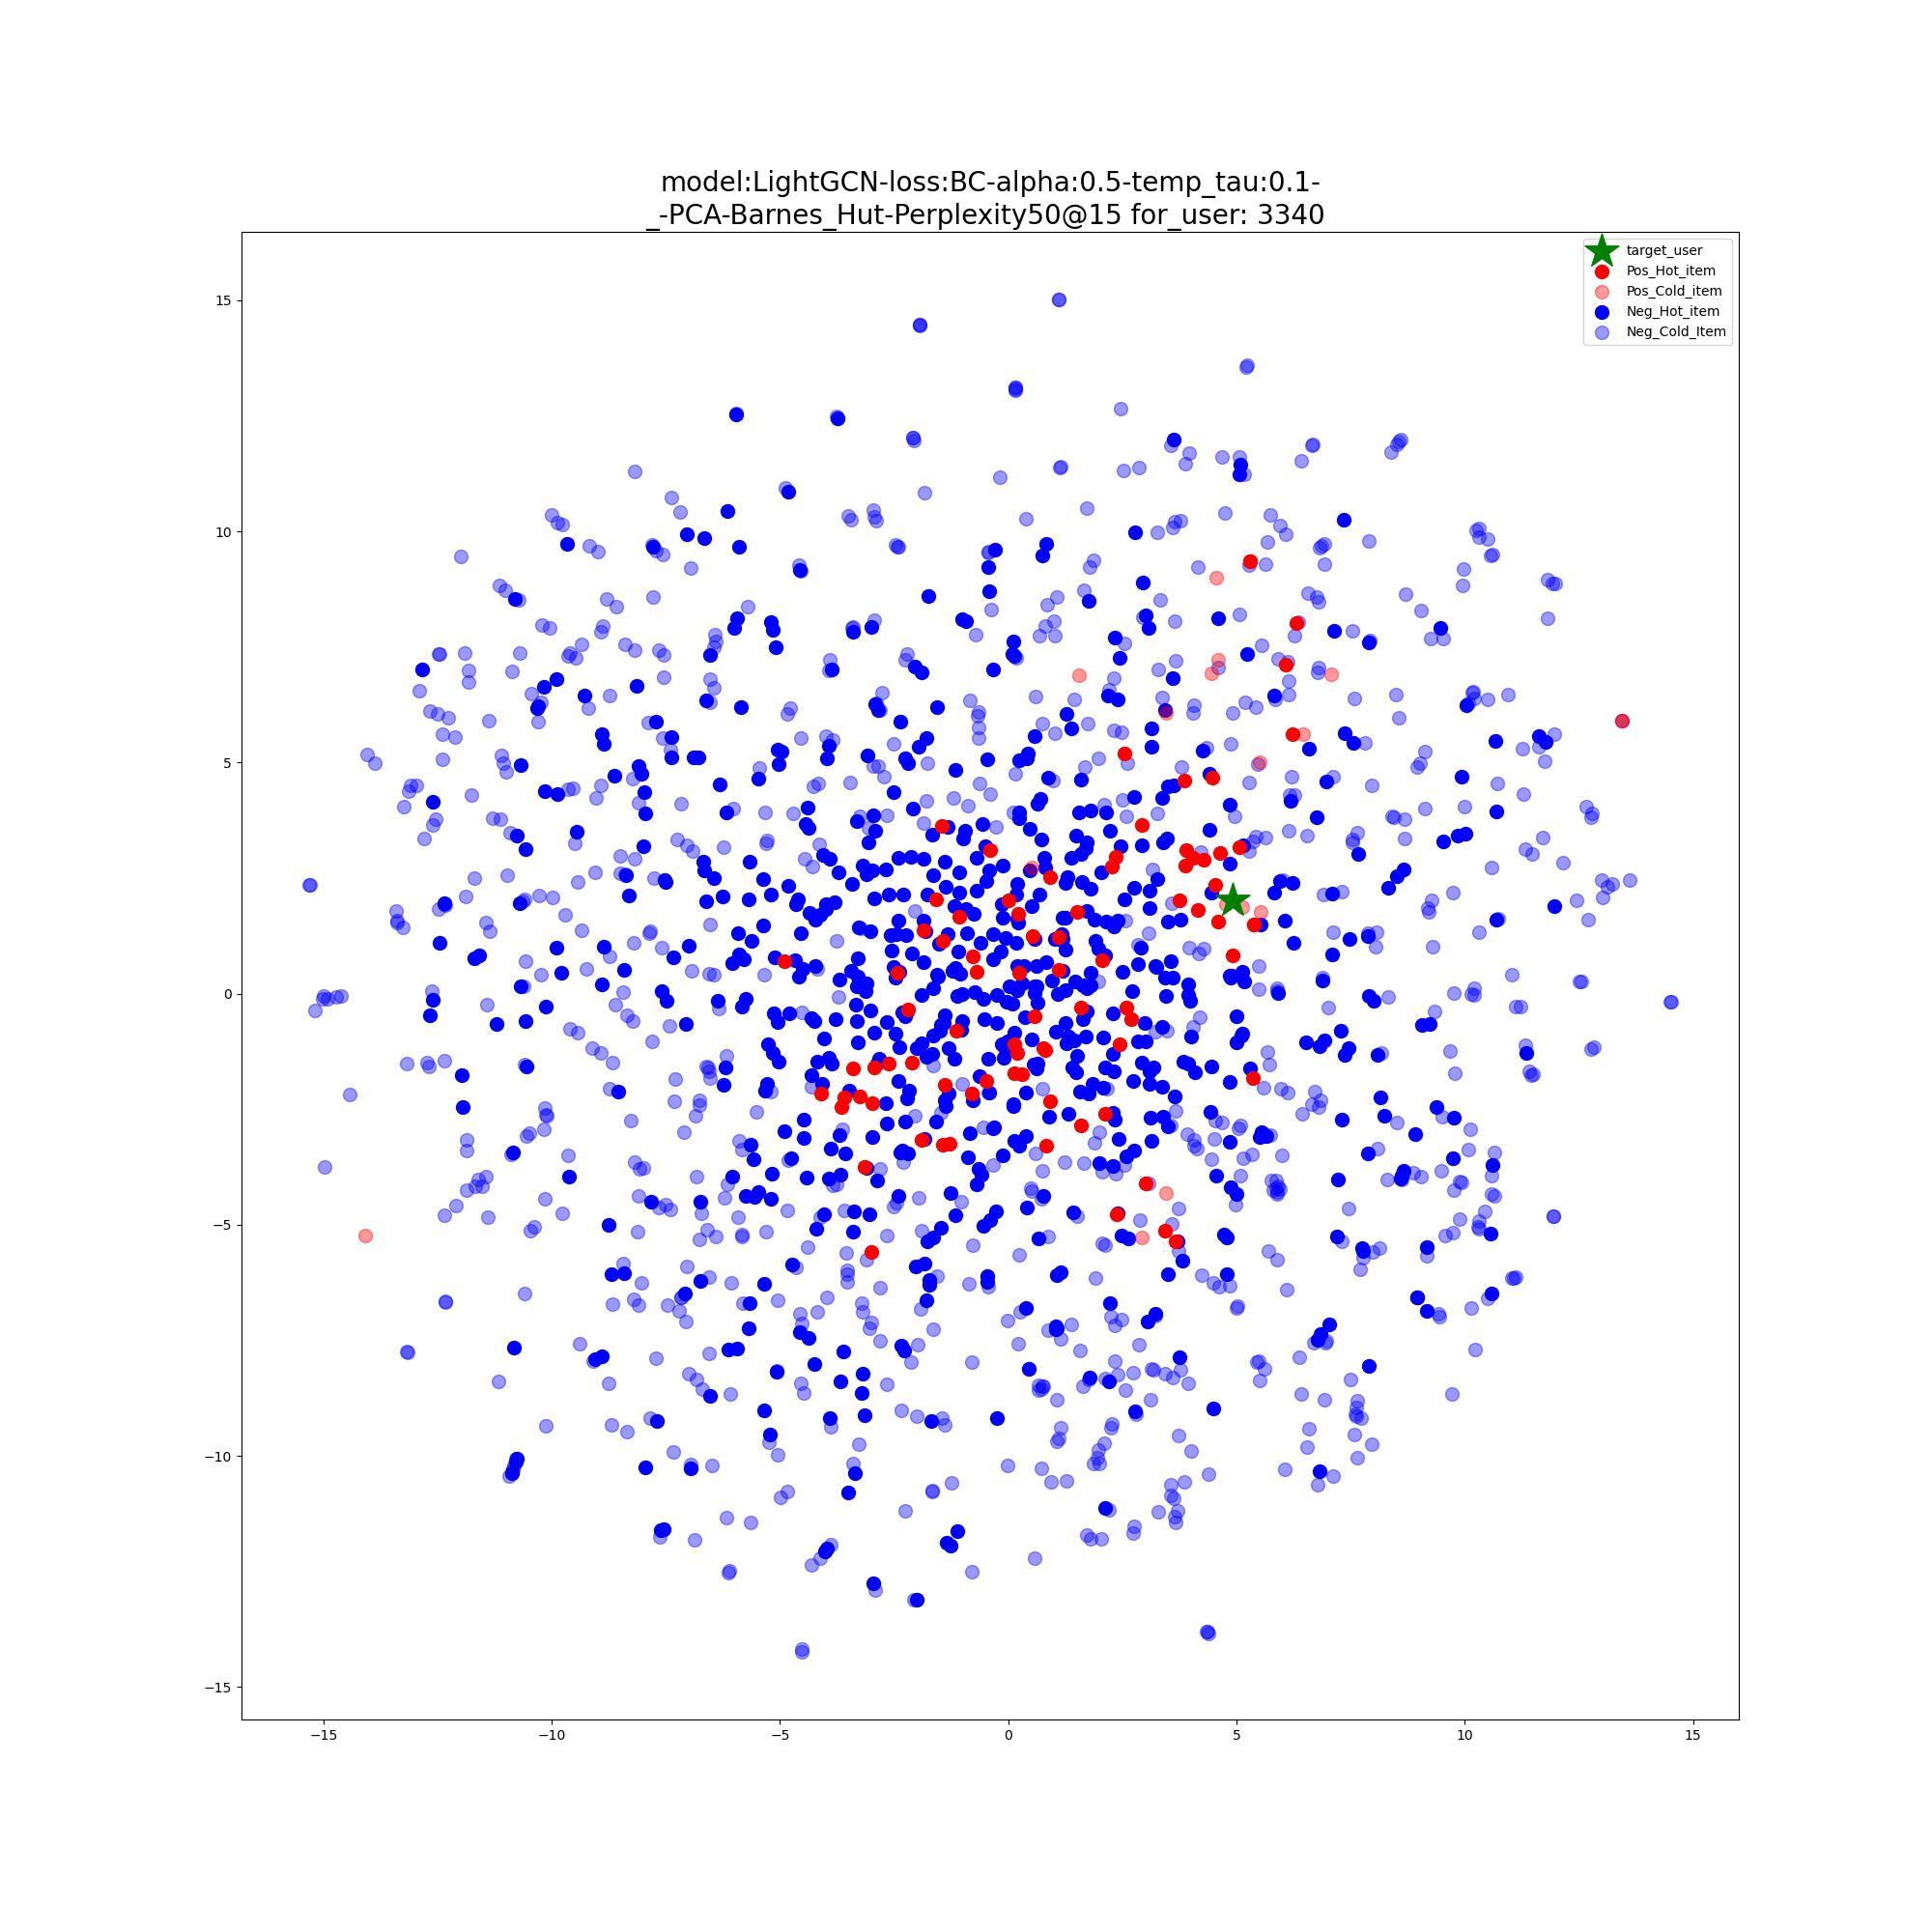 model:LightGCN-loss:BC-alpha:0.5-temp_tau:0.1-
_-PCA-Barnes_Hut-Perplexity50@15 for_user: 3340
target_user
Pos_Hot_item
Pos_Cold_item
Neg_Hot_item
Neg_Cold_Item
15
10
5
0
−5
−10
−15
−15 −10 −5 0 5 10 15